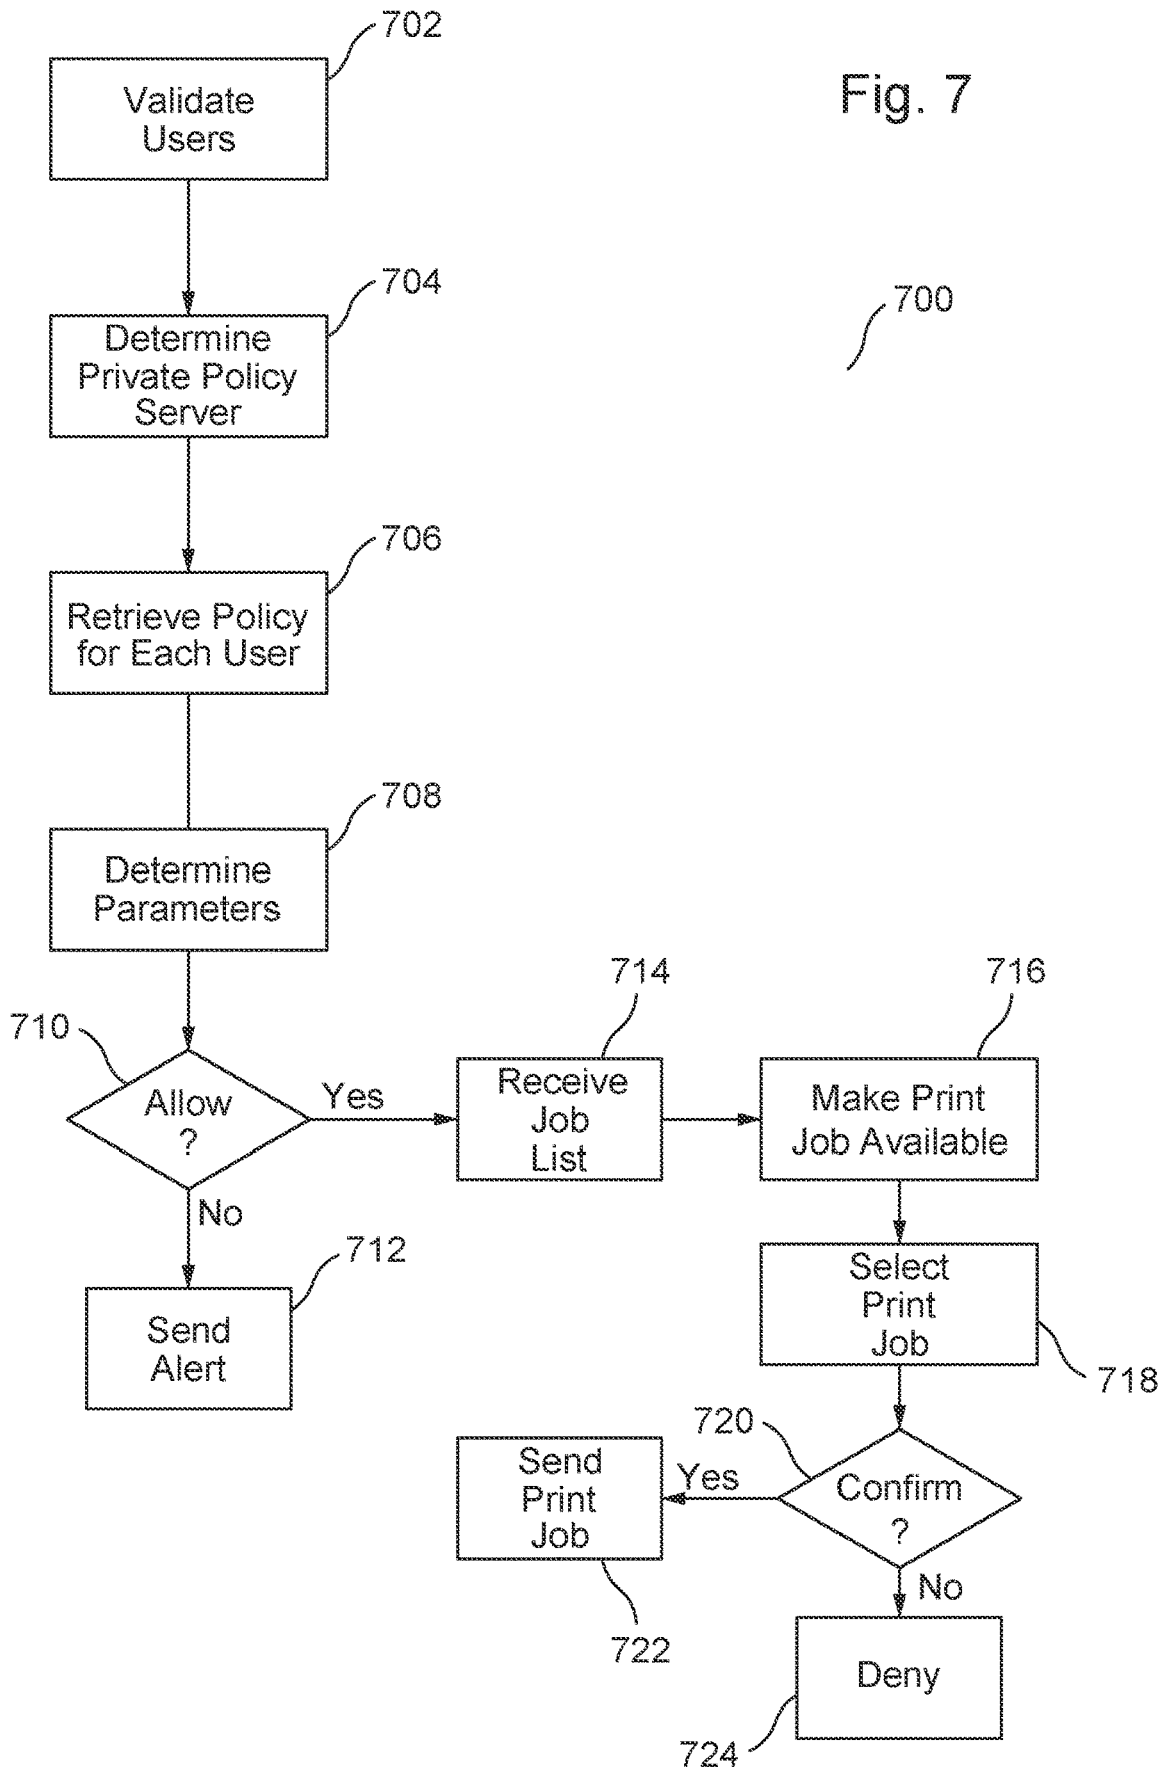 702
Validate
Users
Fig. 7
704
Determine
Private Policy
Server
700
706
Retrieve Policy
for Each User
708
Determine
Parameters
710
Allow
?
Yes
No
714
Receive
Job
List
716
Make Print
Job Available
712
Send
Alert
Select
Print
Job
718
720
Confirm
?
Yes
No
Send
Print
Job
722
Deny
724